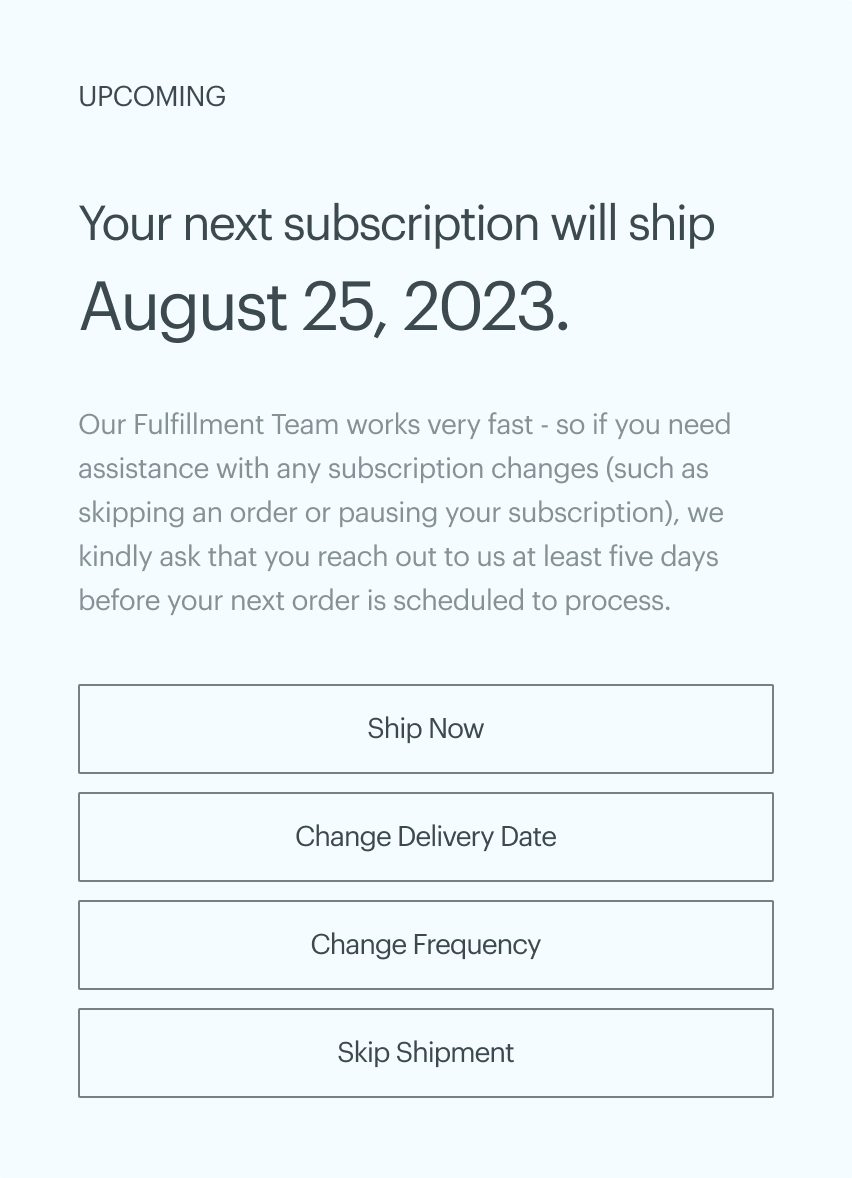 UPCOMING
Your next subscription will ship
August 25, 2023.
Our Fulfillment Team works very fast - so if you need
assistance with any subscription changes (such as
skipping an order or pausing your subscription), we
kindly ask that you reach out to us at least five days
before your next order is scheduled to process.
Ship Now
Change Delivery Date
Change Frequency
Skip Shipment